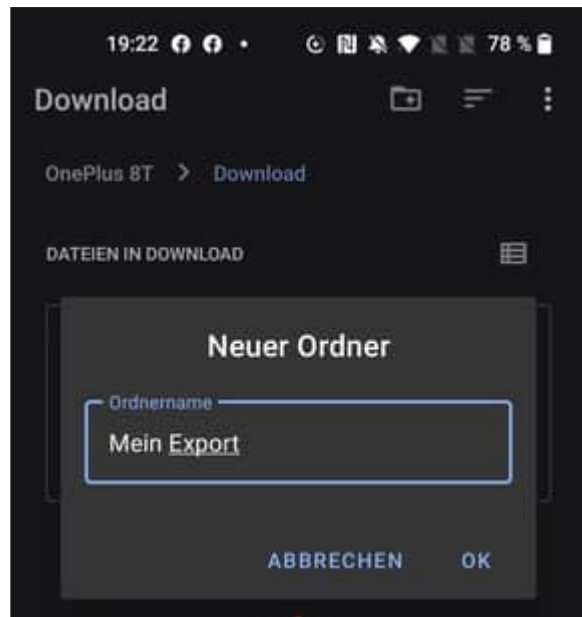 19:22 78 %
Download
OnePlus 8T > Download
DATEIEN IN DOWNLOAD
Neuer Ordner
Ordnername
Mein Export
ABBRECHEN OK